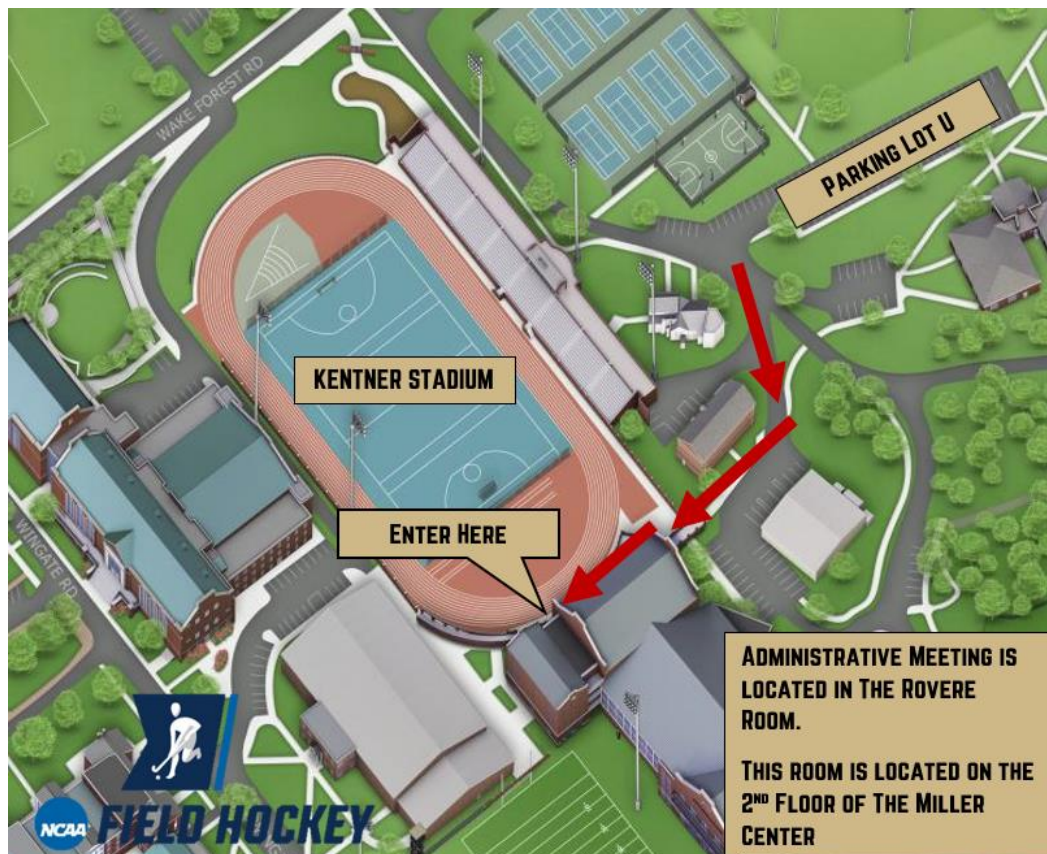 WAKE FOREST RD
PARKING LOT U
KENTNER STADIUM
ENTER HERE
WINGATE RD
ADMINISTRATIVE MEETING IS
LOCATED IN THE ROVERE
ROOM.
THIS ROOM IS LOCATED ON THE
2ND FLOOR OF THE MILLER
CENTER
NCAA FIELD HOCKEY